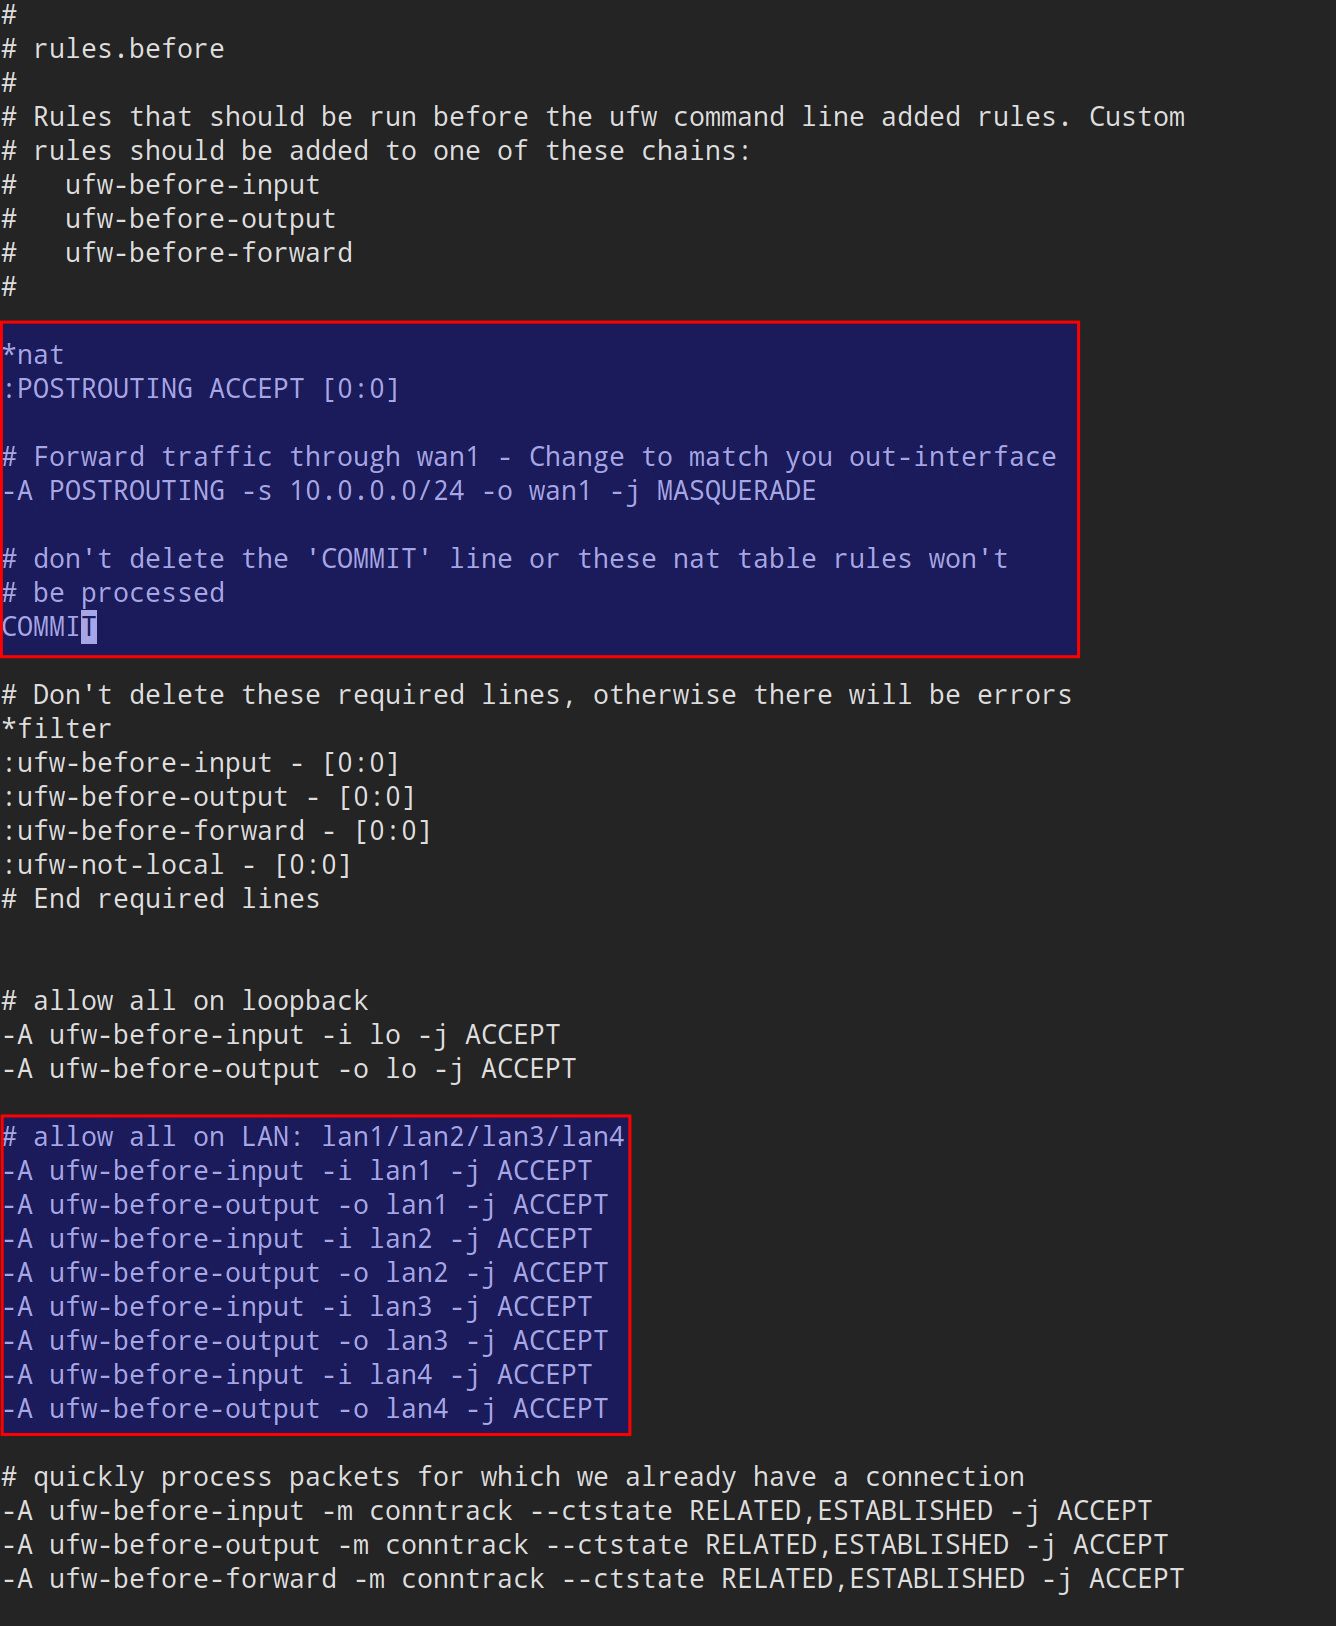 #
# rules.before
#
# Rules that should be run before the ufw command line added rules. Custom
# rules should be added to one of these chains:
#   ufw-before-input
#   ufw-before-output
#   ufw-before-forward
#
*nat
:POSTROUTING ACCEPT [0:0]
# Forward traffic through wan1 - Change to match you out-interface
-A POSTROUTING -s 10.0.0.0/24 -o wan1 -j MASQUERADE
# don't delete the 'COMMIT' line or these nat table rules won't
# be processed
COMMIT
# Don't delete these required lines, otherwise there will be errors
*filter
:ufw-before-input - [0:0]
:ufw-before-output - [0:0]
:ufw-before-forward - [0:0]
:ufw-not-local - [0:0]
# End required lines
# allow all on loopback
-A ufw-before-input -i lo -j ACCEPT
-A ufw-before-output -o lo -j ACCEPT
# allow all on LAN: lan1/lan2/lan3/lan4
-A ufw-before-input -i lan1 -j ACCEPT
-A ufw-before-output -o lan1 -j ACCEPT
-A ufw-before-input -i lan2 -j ACCEPT
-A ufw-before-output -o lan2 -j ACCEPT
-A ufw-before-input -i lan3 -j ACCEPT
-A ufw-before-output -o lan3 -j ACCEPT
-A ufw-before-input -i lan4 -j ACCEPT
-A ufw-before-output -o lan4 -j ACCEPT
# quickly process packets for which we already have a connection
-A ufw-before-input -m conntrack --ctstate RELATED,ESTABLISHED -j ACCEPT
-A ufw-before-output -m conntrack --ctstate RELATED,ESTABLISHED -j ACCEPT
-A ufw-before-forward -m conntrack --ctstate RELATED,ESTABLISHED -j ACCEPT